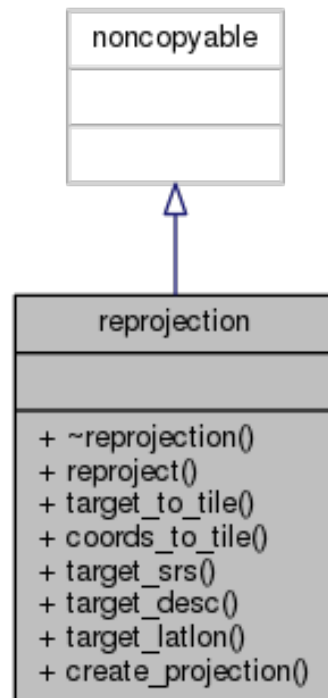 noncopyable
reprojection
+ ~reprojection()
+ reproject()
+ target_to_tile()
+ coords_to_tile()
+ target_srs()
+ target_desc()
+ target_latlon()
+ create_projection()